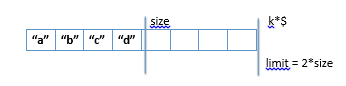 size k*$
"a" "b" "c" "d"
limit = 2*size